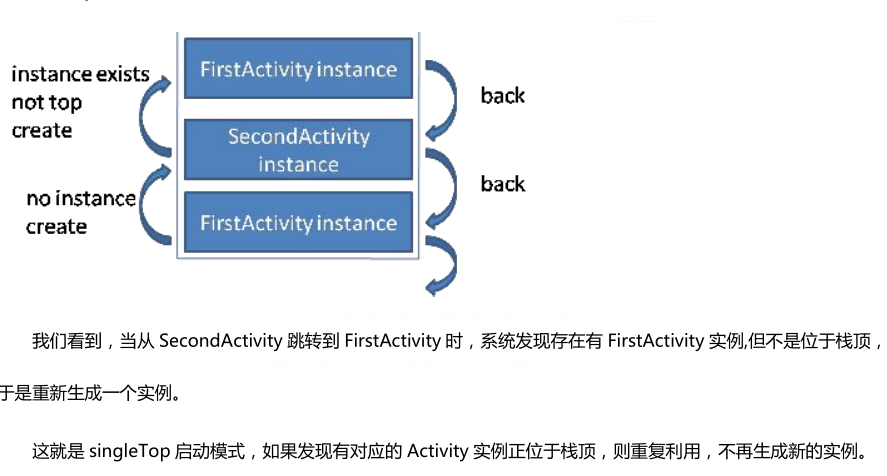 FirstActivity instance
instance exists
not top
create
back
SecondActivity
instance
back
no instance
create
FirstActivity instance
我们看到，当从 SecondActivity 跳转到 FirstActivity 时，系统发现存在有 FirstActivity 实例,但不是位于栈顶，
于是重新生成一个实例。
这就是 singleTop 启动模式，如果发现有对应的 Activity 实例正位于栈顶，则重复利用，不再生成新的实例。